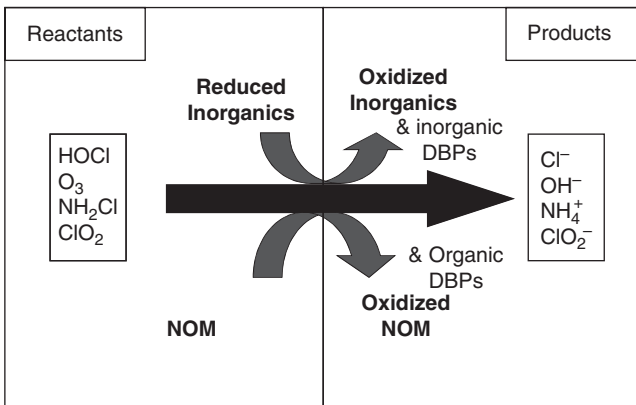 Reactants
Products
Reduced
Inorganics
Oxidized
Inorganics
& inorganic
DBPs
HOCl
O₃
NH₂Cl
ClO₂
Cl⁻
OH⁻
NH₄⁺
ClO₂⁻
& Organic
DBPs
Oxidized
NOM
NOM